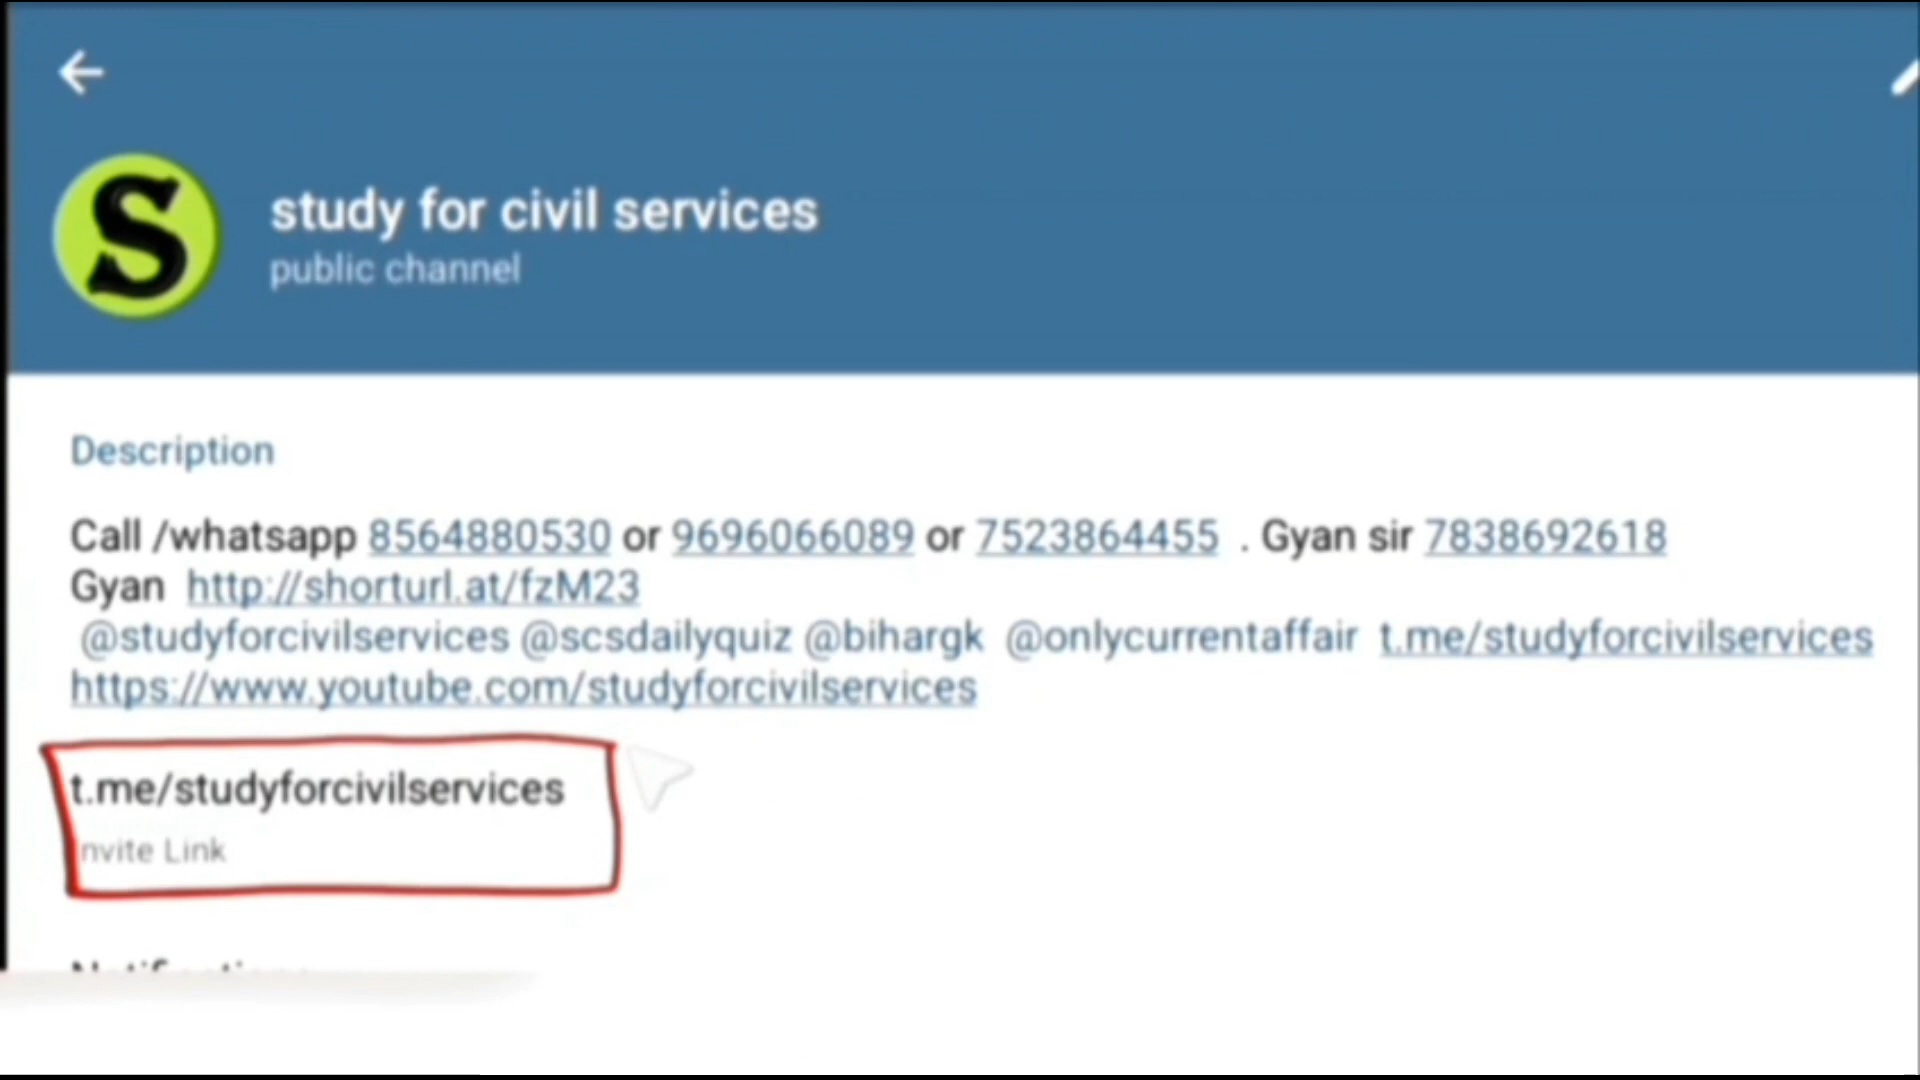 S
study for civil services
public channel
Description
Call /whatsapp 8564880530 or 9696066089 or 7523864455 . Gyan sir 7838692618
Gyan http://shorturl.at/fzM23
@studyforcivilservices @scsdailyquiz @bihargk @onlycurrentaffair t.me/studyforcivilservices
https://www.youtube.com/studyforcivilservices
t.me/studyforcivilservices
Invite Link